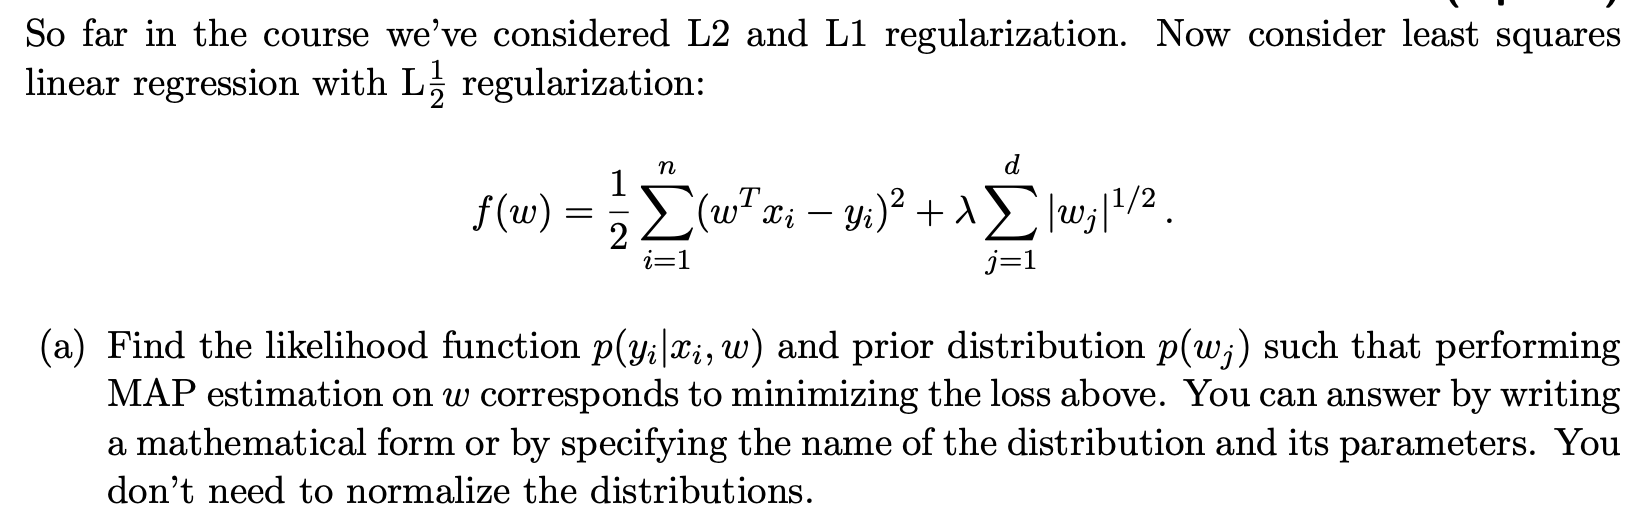 So far in the course we've considered L2 and L1 regularization. Now consider least squares
linear regression with L½ regularization:
f(w) = \frac{1}{2} \sum_{i=1}^{n} (w^T x_i − y_i)^2 + λ \sum_{j=1}^{d} |w_j|^{1/2} .
(a) Find the likelihood function p(y_i|x_i, w) and prior distribution p(w_j) such that performing
MAP estimation on w corresponds to minimizing the loss above. You can answer by writing
a mathematical form or by specifying the name of the distribution and its parameters. You
don't need to normalize the distributions.